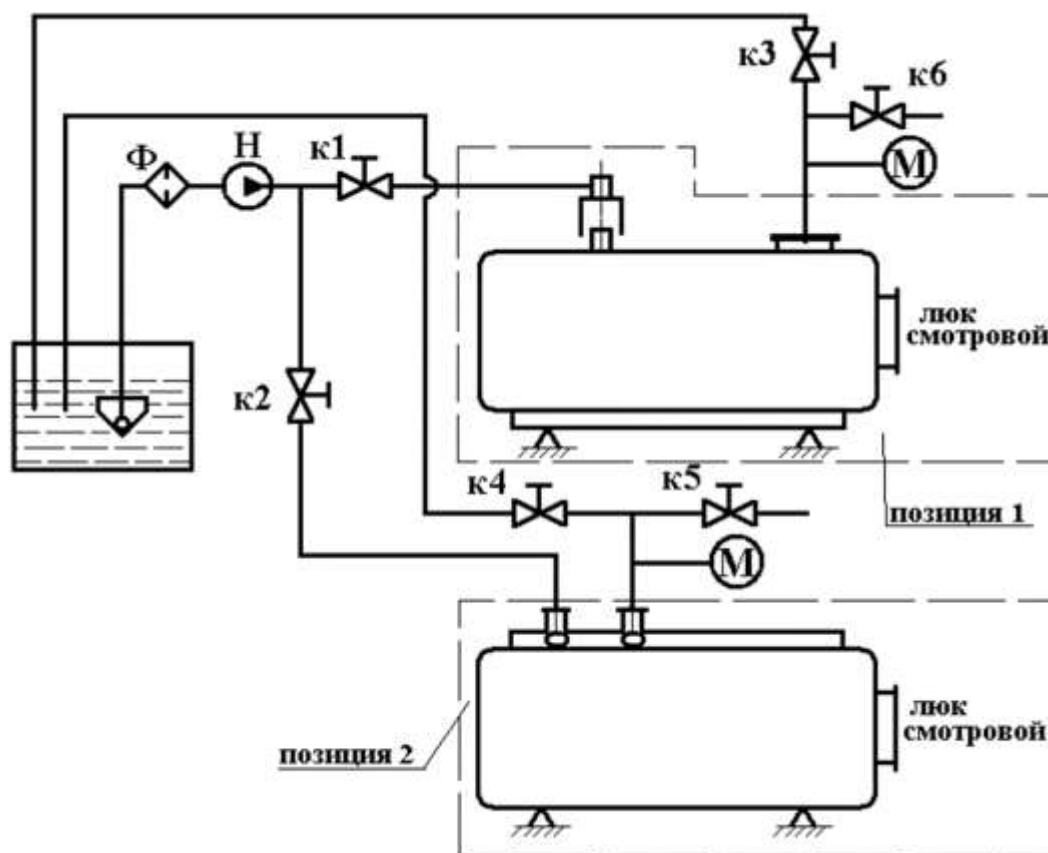 к3
к6
Ф
Н
к1
М
люк
смотровой
к2
к4
к5
позиция 1
М
люк
смотровой
позиция 2